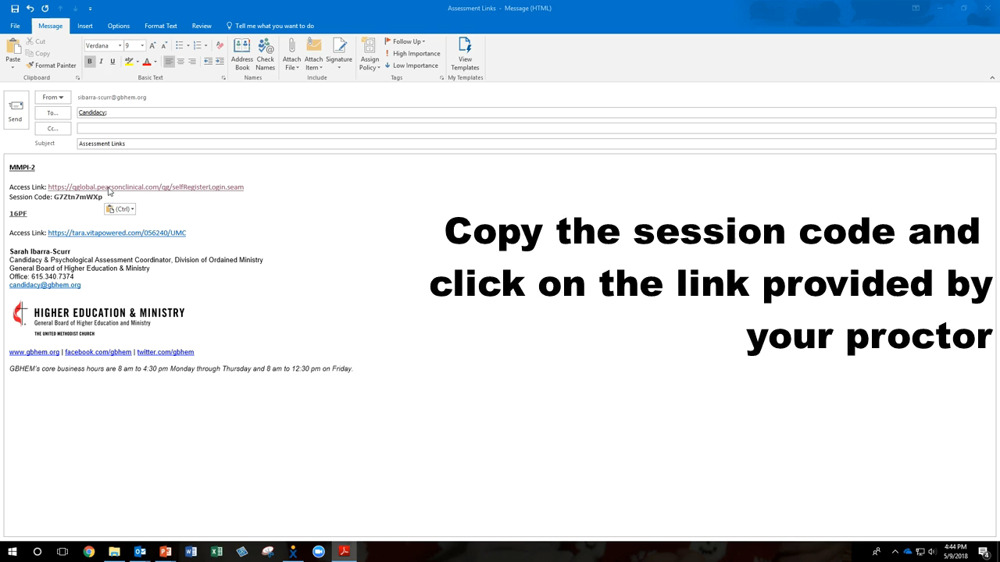 Assessment Links - Message (HTML)
File Message Insert Options Format Text Review Tell me what you want to do
Paste
Cut
Copy
Format Painter
Clipboard
Verdana 9
B I U
Basic Text
Address Book
Check Names
Names
Attach File
Attach Item
Signature
Include
Assign Policy
Follow Up
High Importance
Low Importance
Tags
View Templates
My Templates
Send
From sibarra-scurr@gbhem.org
To... Candidacy;
Cc...
Subject Assessment Links
MMPI-2
Access Link: https://qglobal.pearsonclinical.com/qg/selfRegisterLogin.seam
Session Code: G7Ztn7mWXp
(Ctrl)
16PF
Access Link: https://tara.vitapowered.com/056240/UMC
Sarah Ibarra-Scurr
Candidacy & Psychological Assessment Coordinator, Division of Ordained Ministry
General Board of Higher Education & Ministry
Office: 615.340.7374
candidacy@gbhem.org
HIGHER EDUCATION & MINISTRY
General Board of Higher Education and Ministry
THE UNITED METHODIST CHURCH
www.gbhem.org | facebook.com/gbhem | twitter.com/gbhem
GBHEM's core business hours are 8 am to 4:30 pm Monday through Thursday and 8 am to 12:30 pm on Friday.
Copy the session code and
click on the link provided by
your proctor
4:44 PM
5/9/2018